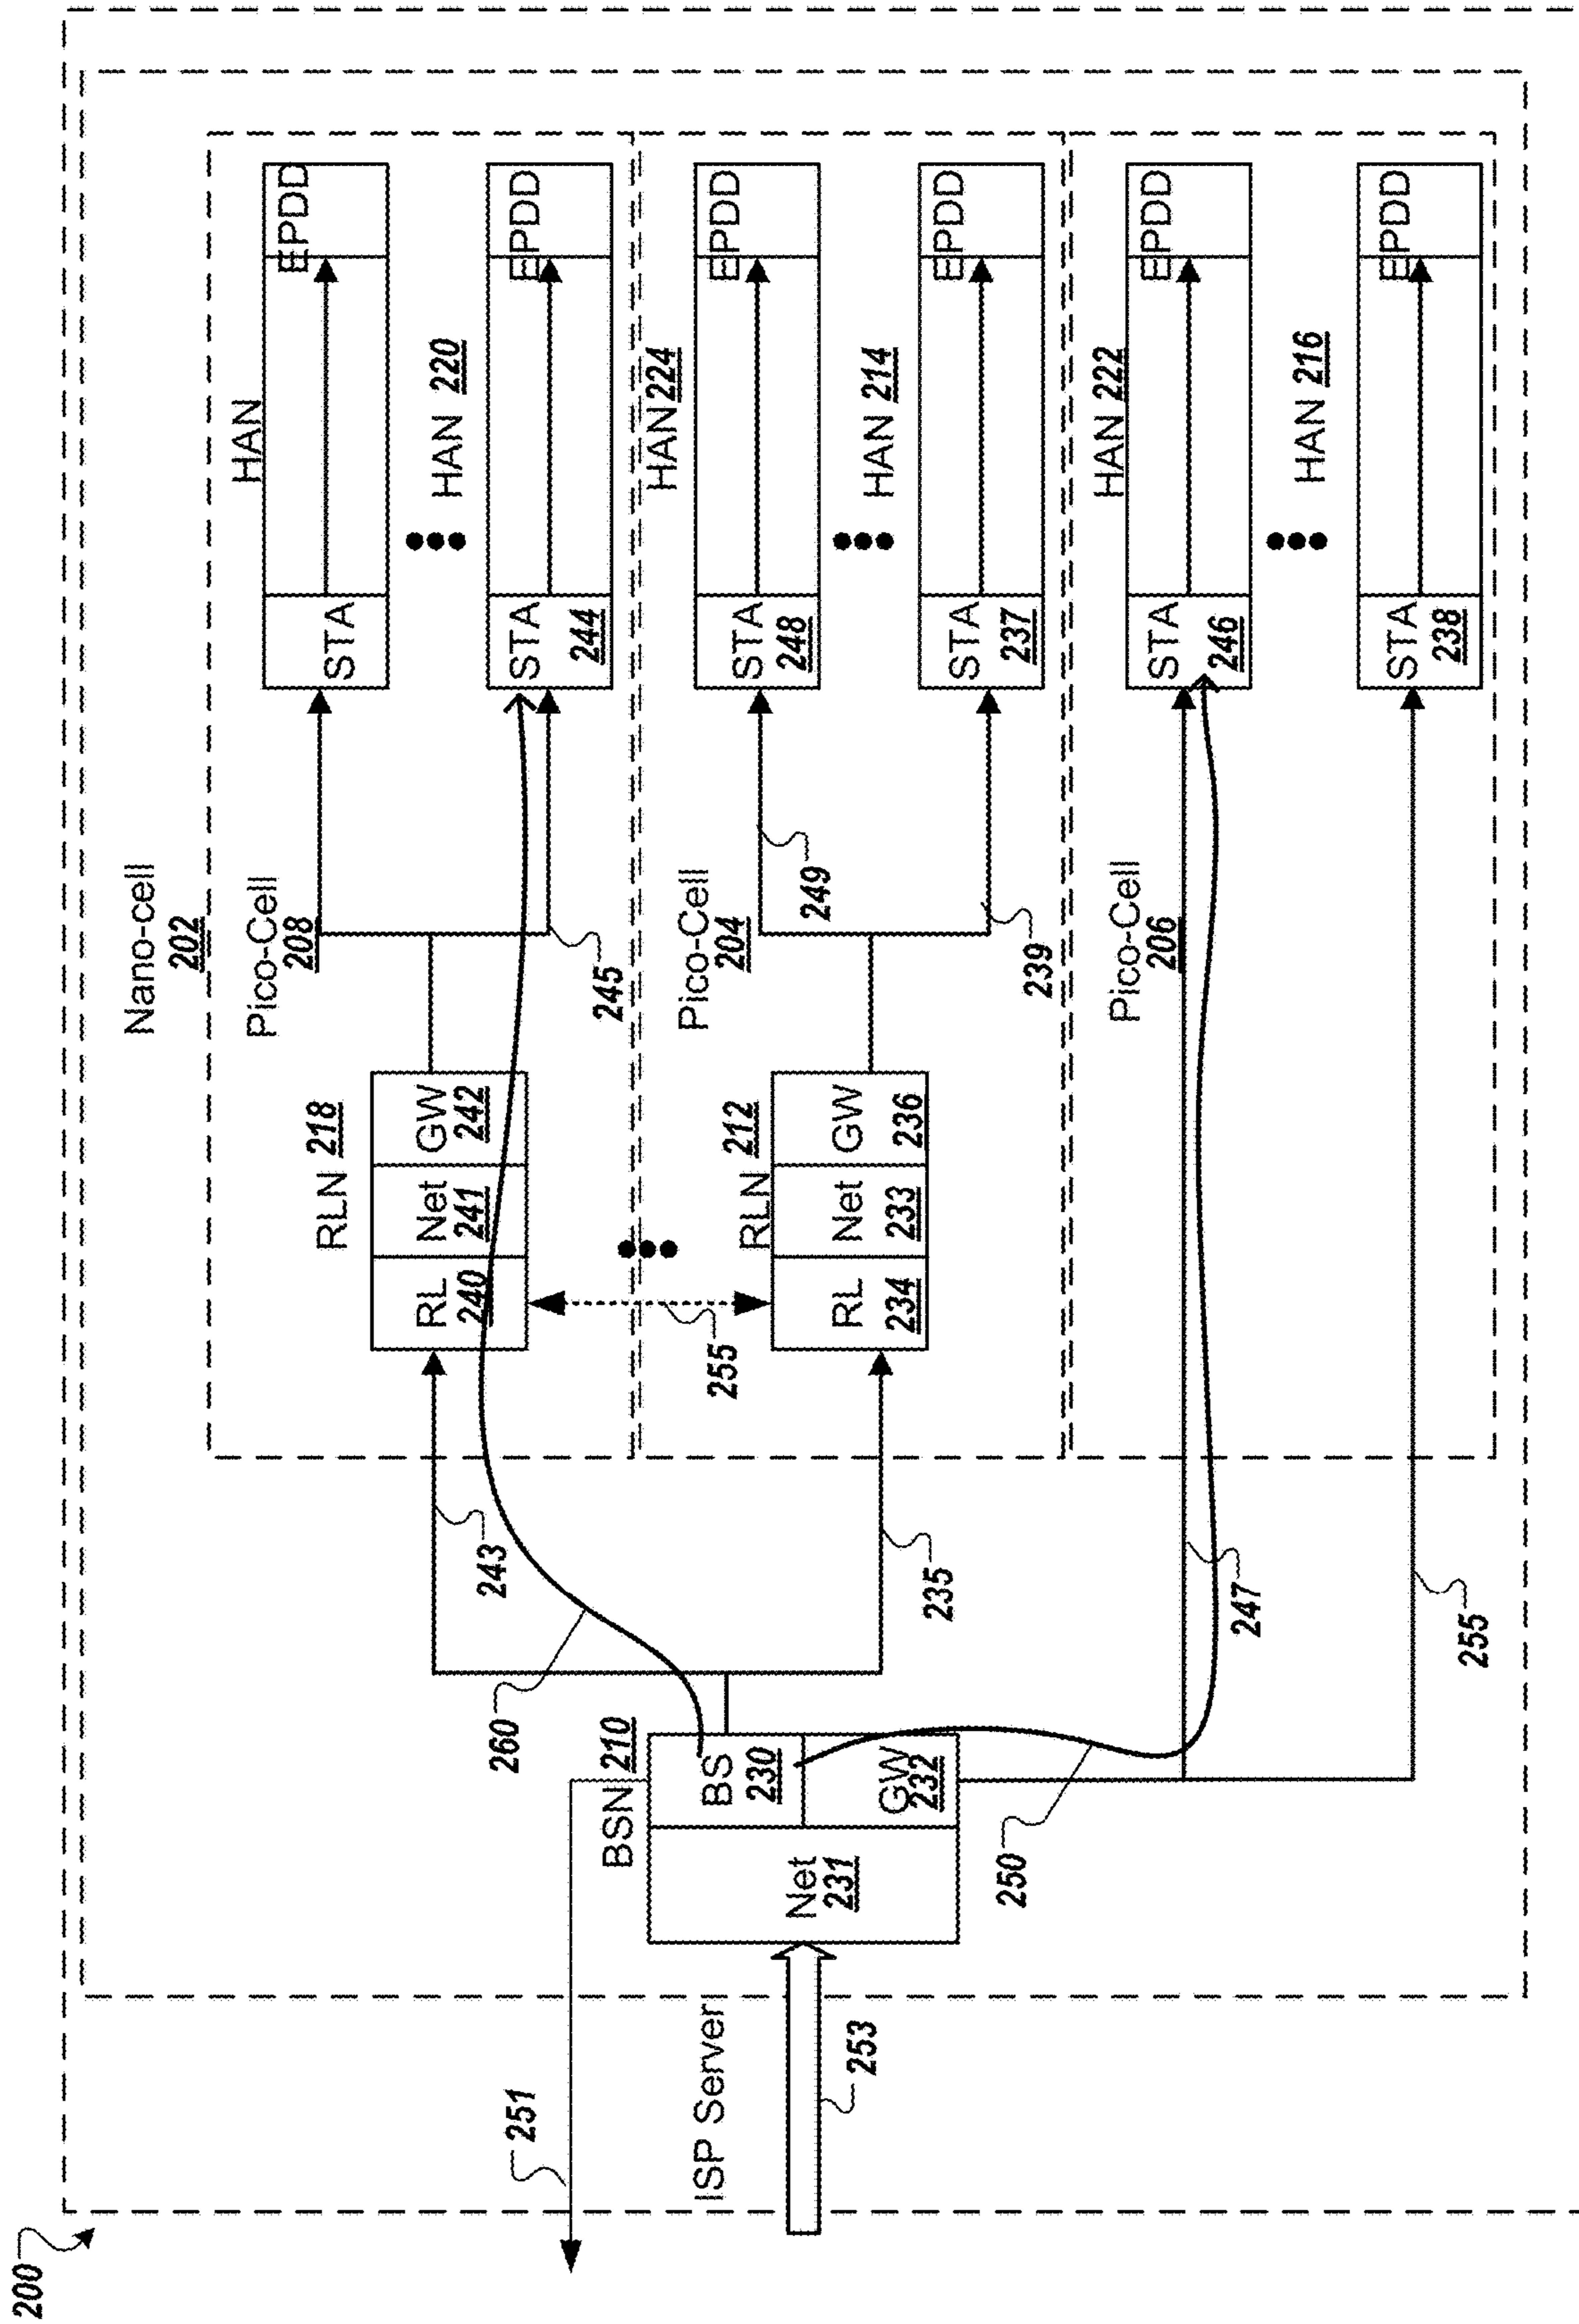 200
Nano-cell
202
Pico-Cell
208
HAN
STA
EPDD
RLN 218
RL
240
Net
241
GW
242
HAN 220
STA
244
EPDD
243
245
260
251
255
BSN 210
BS
230
GW
232
Net
231
ISP Server
253
250
Pico-Cell
204
HAN 224
STA
248
EPDD
249
RLN 212
RL
234
Net
233
GW
236
HAN 214
STA
237
EPDD
235
239
Pico-Cell
206
HAN 222
STA
246
EPDD
247
HAN 216
STA
238
EPDD
255